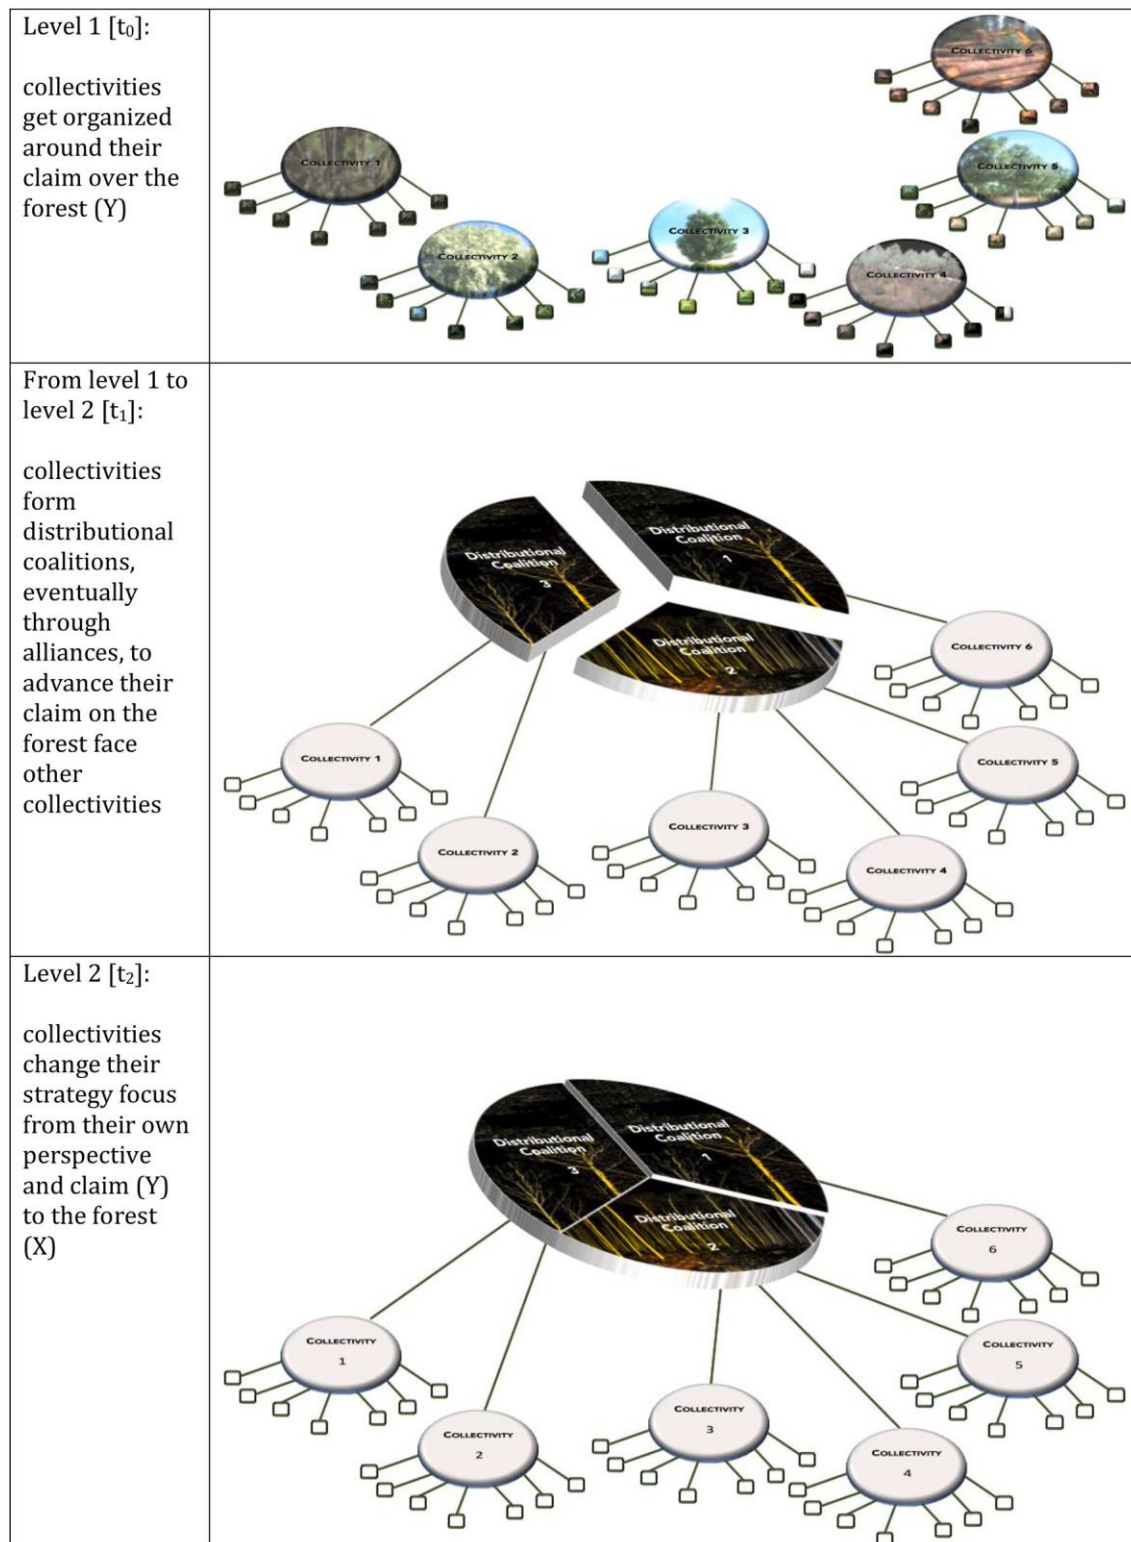 Level 1 [t₀]:
collectivities
get organized
around their
claim over the
forest (Y)
COLLECTIVITY 1
COLLECTIVITY 2
COLLECTIVITY 3
COLLECTIVITY 4
COLLECTIVITY 5
COLLECTIVITY 6
From level 1 to
level 2 [t₁]:
collectivities
form
distributional
coalitions,
eventually
through
alliances, to
advance their
claim on the
forest face
other
collectivities
Distributional
Coalition
3
Distributional
Coalition
1
Distributional
Coalition
2
COLLECTIVITY 1
COLLECTIVITY 2
COLLECTIVITY 3
COLLECTIVITY 4
COLLECTIVITY 5
COLLECTIVITY 6
Level 2 [t₂]:
collectivities
change their
strategy focus
from their own
perspective
and claim (Y)
to the forest
(X)
Distributional
Coalition
3
Distributional
Coalition
1
Distributional
Coalition
2
COLLECTIVITY
1
COLLECTIVITY
2
COLLECTIVITY
3
COLLECTIVITY
4
COLLECTIVITY
5
COLLECTIVITY
6